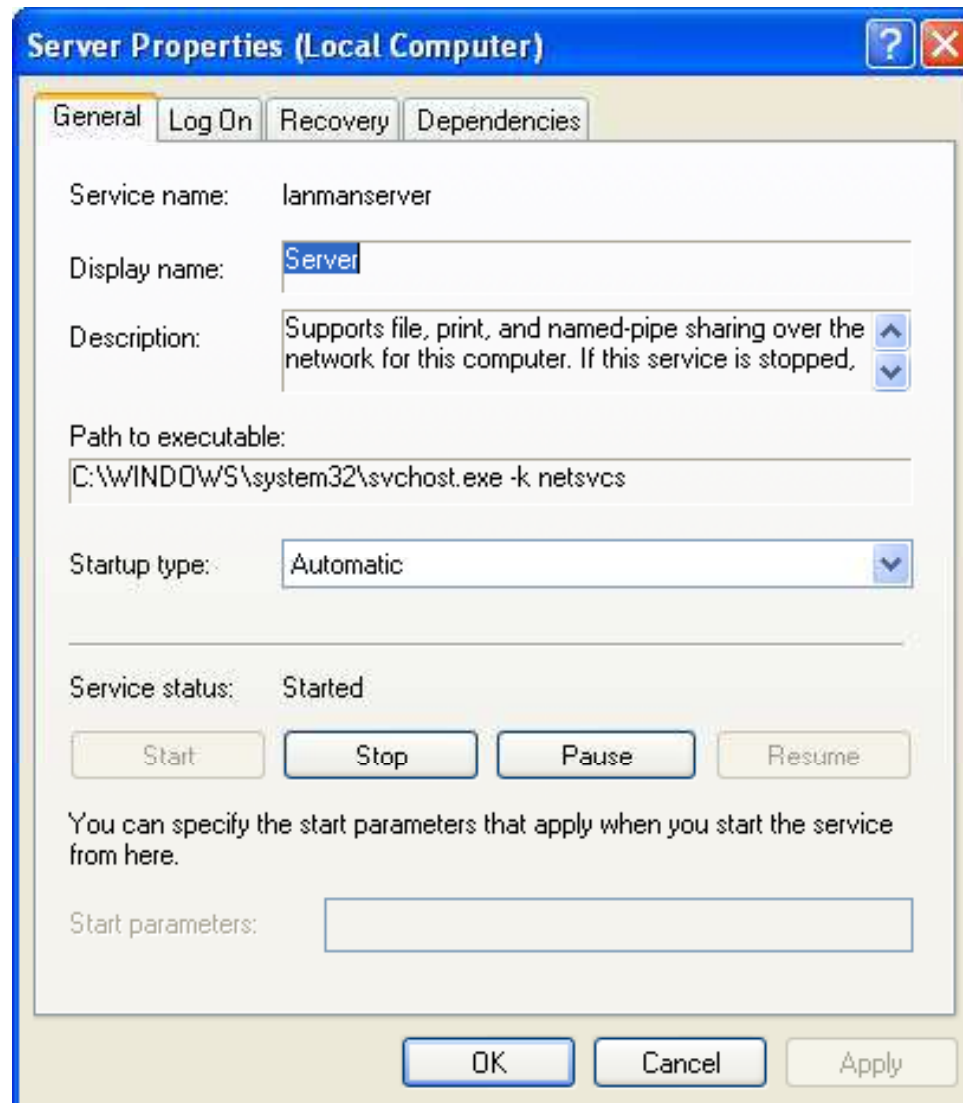 Server Properties (Local Computer)
General Log On Recovery Dependencies
Service name: lanmanserver
Display name: Server
Description: Supports file, print, and named-pipe sharing over the
network for this computer. If this service is stopped,
Path to executable:
C:\WINDOWS\system32\svchost.exe -k netsvcs
Startup type: Automatic
Service status: Started
Start Stop Pause Resume
You can specify the start parameters that apply when you start the service
from here.
Start parameters:
OK Cancel Apply